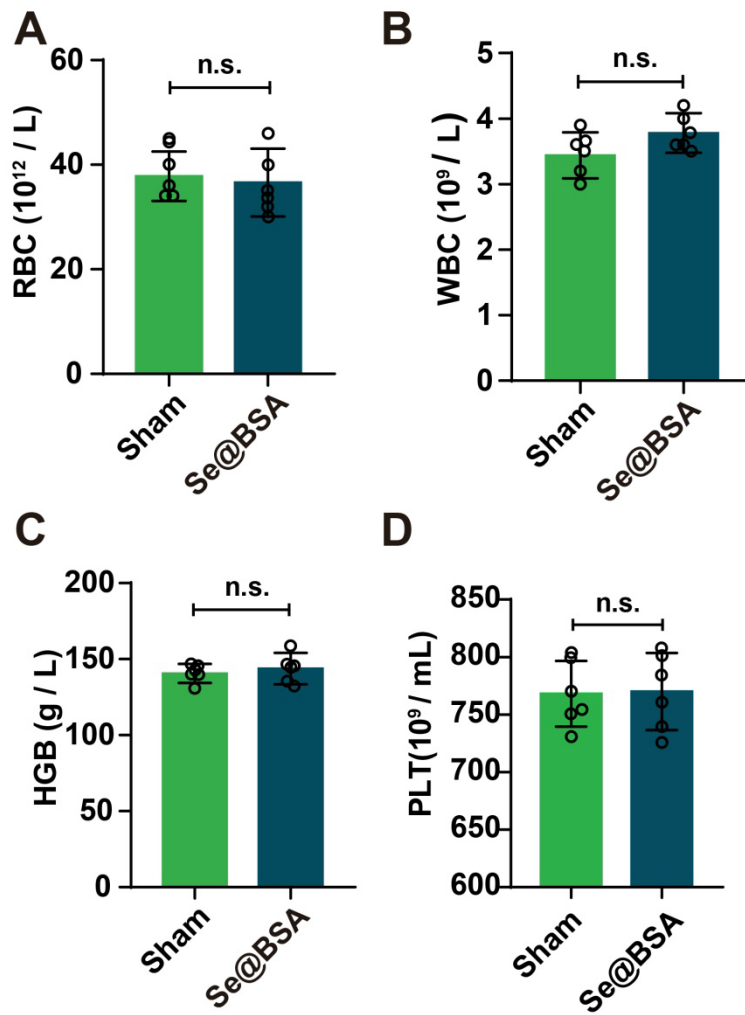 A
RBC (10¹² / L)
60
40
20
0
n.s.
Sham
Se@BSA
B
WBC (10⁹ / L)
5
4
3
2
1
0
n.s.
Sham
Se@BSA
C
HGB (g / L)
200
150
100
50
0
n.s.
Sham
Se@BSA
D
PLT(10⁹ / mL)
850
800
750
700
650
600
n.s.
Sham
Se@BSA